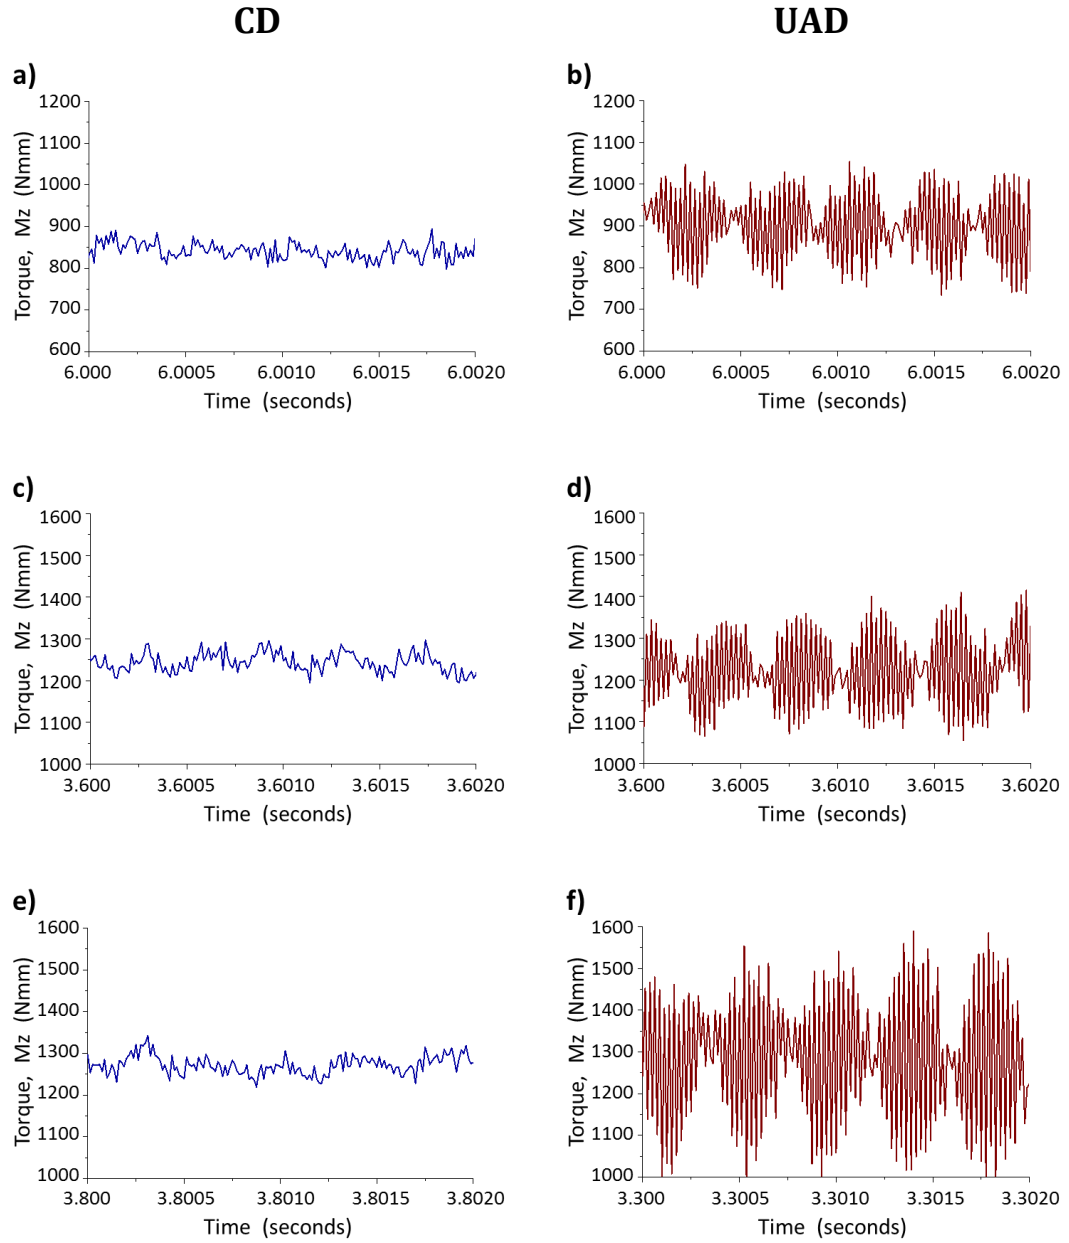 CD
UAD
a)
1200
1100
1000
900
800
700
600
Torque, Mz (Nmm)
6.000 6.0005 6.0010 6.0015 6.0020
Time (seconds)
b)
1200
1100
1000
900
800
700
600
Torque, Mz (Nmm)
6.000 6.0005 6.0010 6.0015 6.0020
Time (seconds)
c)
1600
1500
1400
1300
1200
1100
1000
Torque, Mz (Nmm)
3.600 3.6005 3.6010 3.6015 3.6020
Time (seconds)
d)
1600
1500
1400
1300
1200
1100
1000
Torque, Mz (Nmm)
3.600 3.6005 3.6010 3.6015 3.6020
Time (seconds)
e)
1600
1500
1400
1300
1200
1100
1000
Torque, Mz (Nmm)
3.800 3.8005 3.8010 3.8015 3.8020
Time (seconds)
f)
1600
1500
1400
1300
1200
1100
1000
Torque, Mz (Nmm)
3.300 3.3005 3.3010 3.3015 3.3020
Time (seconds)